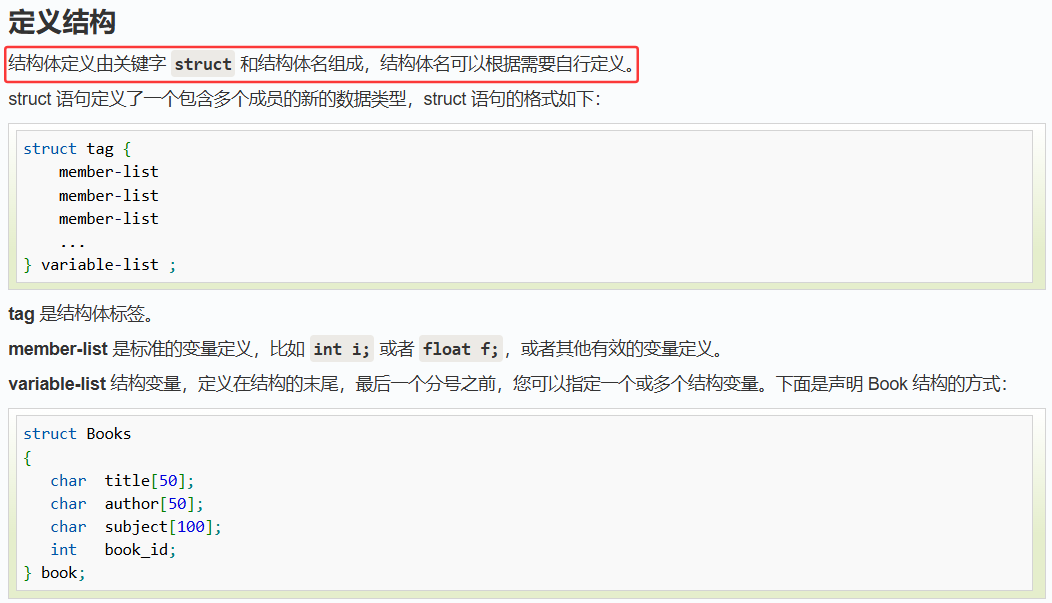 定义结构
结构体定义由关键字 struct 和结构体名组成，结构体名可以根据需要自行定义。
struct 语句定义了一个包含多个成员的新的数据类型，struct 语句的格式如下：
struct tag {
    member-list
    member-list
    member-list
    ...
} variable-list ;
tag 是结构体标签。
member-list 是标准的变量定义，比如 int i; 或者 float f;，或者其他有效的变量定义。
variable-list 结构变量，定义在结构的末尾，最后一个分号之前，您可以指定一个或多个结构变量。下面是声明 Book 结构的方式：
struct Books
{
   char  title[50];
   char  author[50];
   char  subject[100];
   int   book_id;
} book;